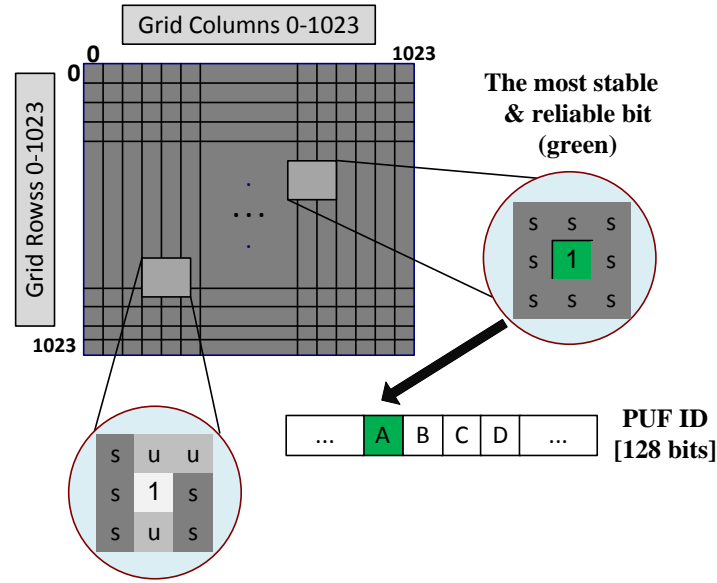 Grid Columns 0-1023
0
1023
0
Grid Rowss 0-1023
1023
...
The most stable
& reliable bit
(green)
s s s
s 1 s
s s s
... A B C D ...
PUF ID
[128 bits]
s u u
s 1 s
s u s